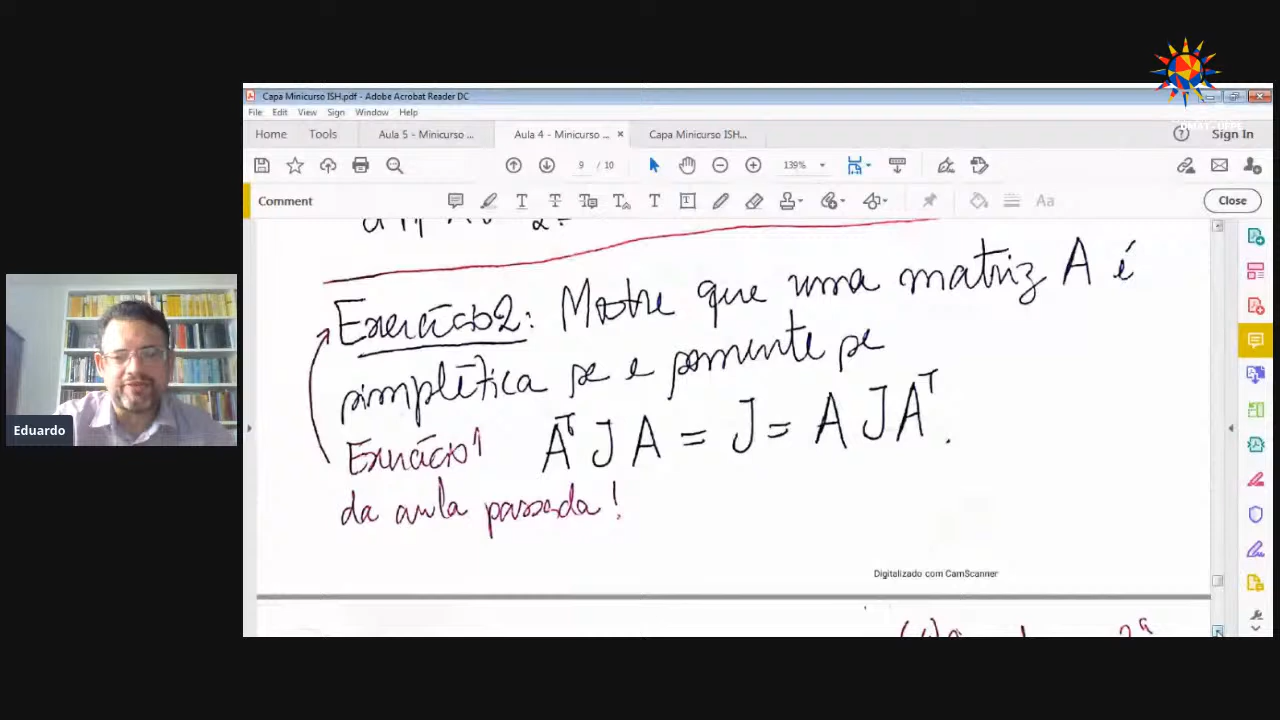 Capa Minicurso ISH.pdf - Adobe Acrobat Reader DC
File Edit View Sign Window Help
Home Tools Aula 5 - Minicurso ... Aula 4 - Minicurso ... × Capa Minicurso ISH... Sign In
9 / 10 139%
Comment Close
Exercício 2: Mostre que uma matriz A é
simplética se e somente se
Exercício 1 AᵀJA = J = AJAᵀ.
da aula passada!
Digitalizado com CamScanner
Eduardo